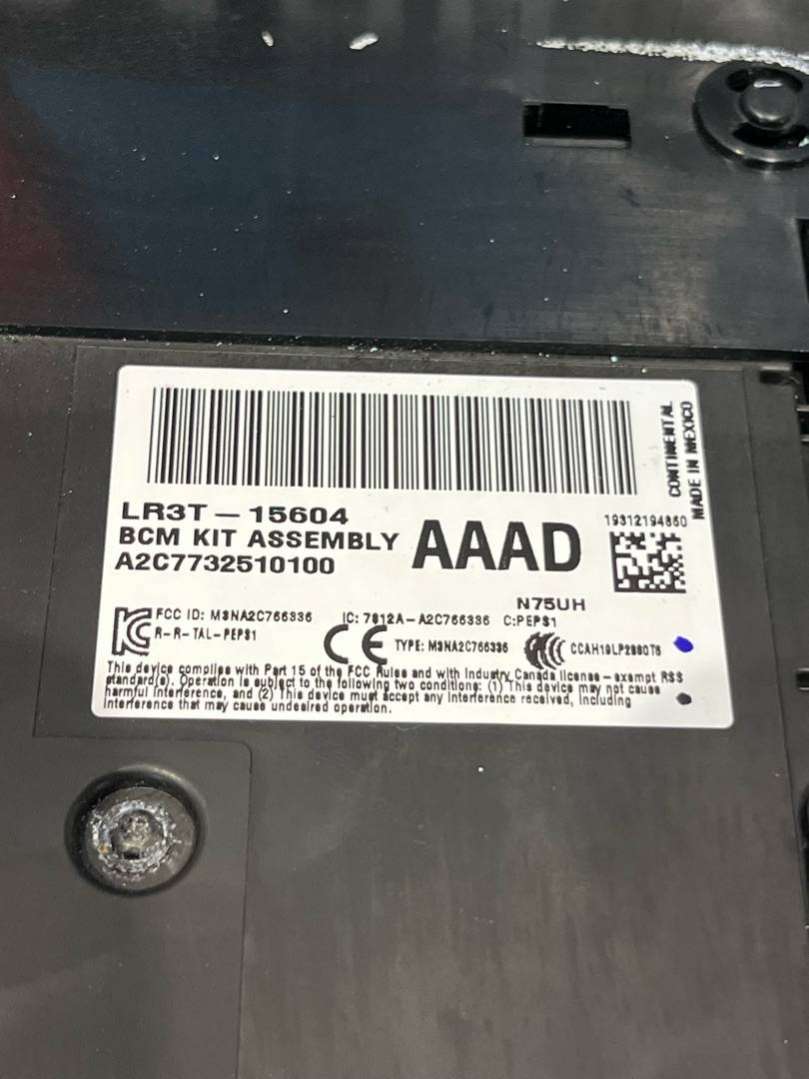 CONTINENTAL
MADE IN MEXICO
LR3T-15604
BCM KIT ASSEMBLY
A2C7732510100
AAAD
19312194860
N75UH
FCC ID: M3NA2C766336
IC: 7812A-A2C766336 C:PEPS1
R-R-TAL-PEPS1
CE
TYPE: M3NA2C766336
This device complies with Part 15 of the FCC Rules and with Industry Canada license-exempt RSS
standard(s). Operation is subject to the following two conditions: (1) This device may not cause
harmful interference, and (2) This device must accept any interference received, including
interference that may cause undesired operation.